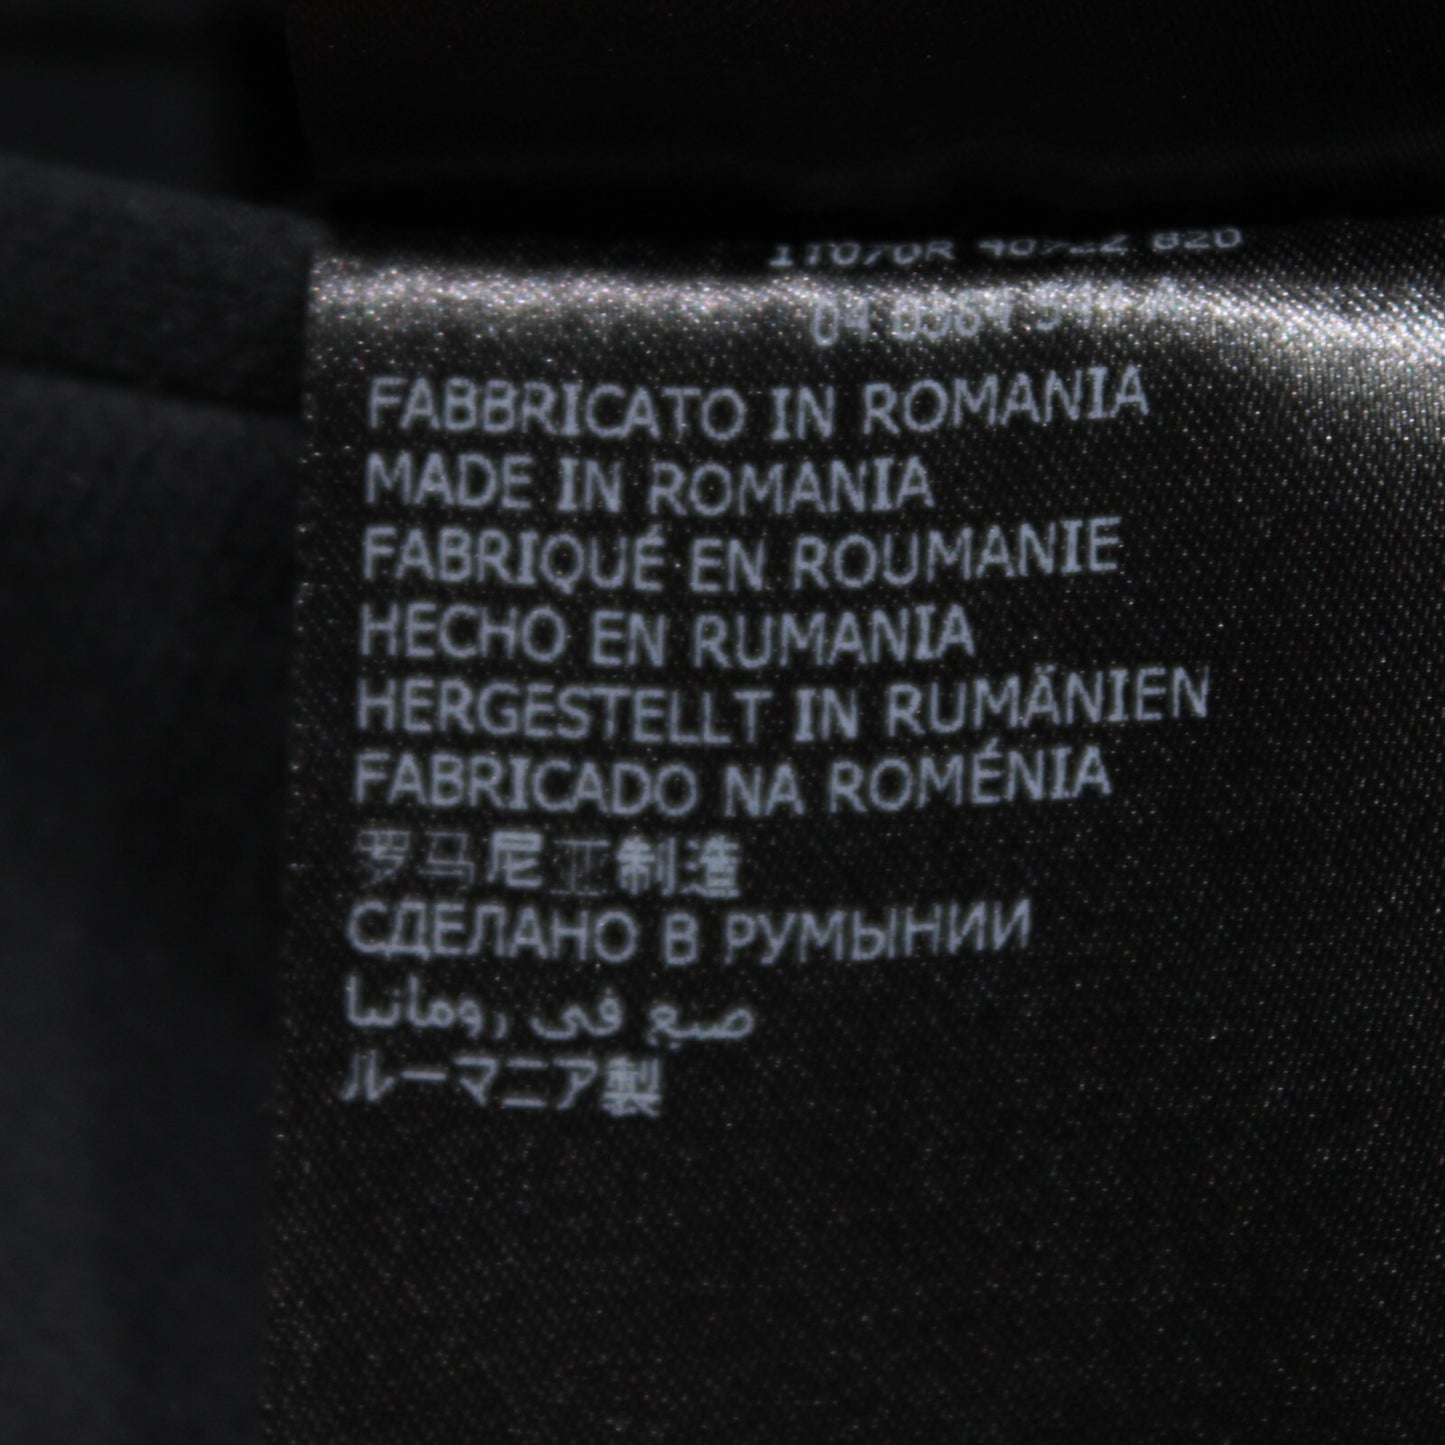 FABBRICATO IN ROMANIA
MADE IN ROMANIA
FABRIQUÉ EN ROUMANIE
HECHO EN RUMANIA
HERGESTELLT IN RUMÄNIEN
FABRICADO NA ROMÉNIA
罗马尼亚制造
СДЕЛАНО В РУМЫНИИ
صنع في رومانيا
ルーマニア製